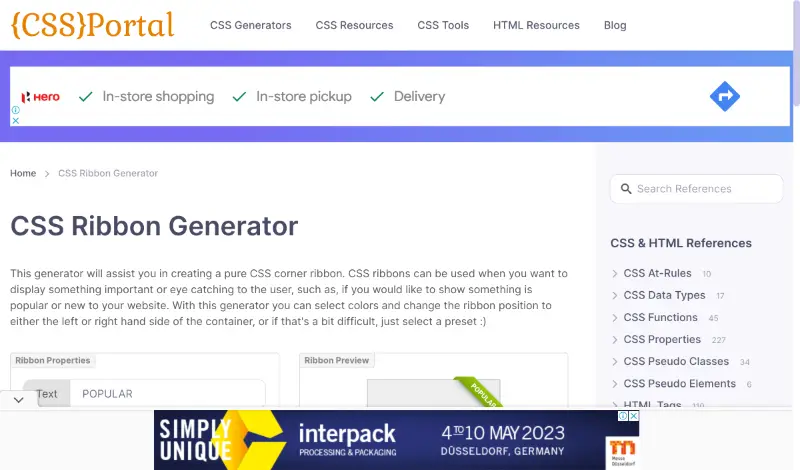 {CSS}Portal
CSS Generators CSS Resources CSS Tools HTML Resources Blog
Hero In-store shopping In-store pickup Delivery
Home CSS Ribbon Generator
Search References
CSS Ribbon Generator
This generator will assist you in creating a pure CSS corner ribbon. CSS ribbons can be used when you want to
display something important or eye catching to the user, such as, if you would like to show something is
popular or new to your website. With this generator you can select colors and change the ribbon position to
either the left or right hand side of the container, or if that's a bit difficult, just select a preset :)
CSS & HTML References
CSS At-Rules 10
CSS Data Types 17
CSS Functions 45
CSS Properties 227
CSS Pseudo Classes 34
CSS Pseudo Elements 6
HTML Tags 119
Ribbon Properties
Text POPULAR
Ribbon Preview
POPULAR
SIMPLY
UNIQUE
interpack
PROCESSING & PACKAGING
4 TO 10 MAY 2023
DÜSSELDORF, GERMANY
Messe
Düsseldorf